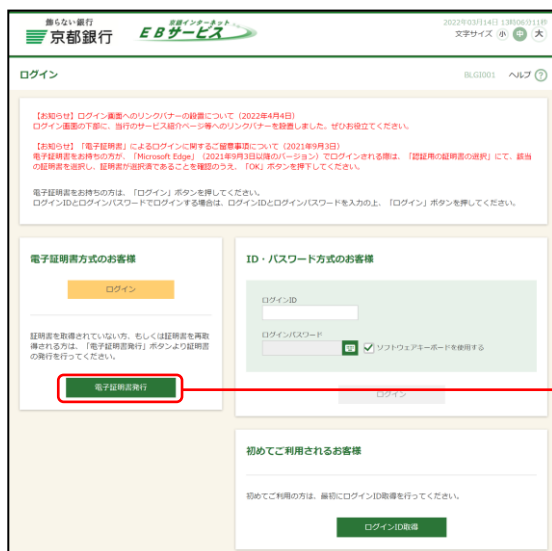 飾らない銀行
京都銀行
京銀インターネット
EBサービス
2022年03月14日 13時06分11秒
文字サイズ 小 中 大
ログイン
BLGI001 ヘルプ ?
【お知らせ】ログイン画面へのリンクバナーの設置について（2022年4月4日）
ログイン画面の下部に、当行のサービス紹介ページ等へのリンクバナーを設置しました。ぜひお役立てください。
【お知らせ】「電子証明書」によるログインに関するご留意事項について（2021年9月3日）
電子証明書をお持ちの方が、「Microsoft Edge」（2021年9月3日以降のバージョン）でログインされる際は、「認証用の証明書の選択」にて、該当
の証明書を選択し、証明書が選択済であることを確認のうえ、「OK」ボタンを押下してください。
電子証明書をお持ちの方は、「ログイン」ボタンを押してください。
ログインIDとログインパスワードでログインする場合は、ログインIDとログインパスワードを入力の上、「ログイン」ボタンを押してください。
電子証明書方式のお客様
ログイン
証明書を取得されていない方、もしくは証明書を再取
得される方は、「電子証明書発行」ボタンより証明書
の発行を行ってください。
電子証明書発行
ID・パスワード方式のお客様
ログインID
ログインパスワード
ソフトウェアキーボードを使用する
ログイン
初めてご利用されるお客様
初めてご利用の方は、最初にログインID取得を行ってください。
ログインID取得